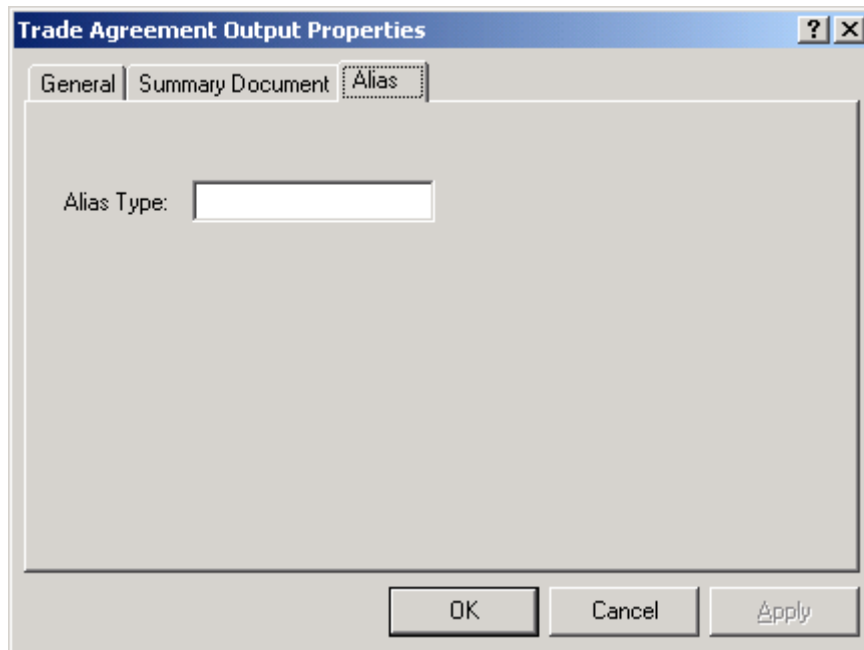 Trade Agreement Output Properties ? X
General Summary Document Alias
Alias Type:
OK Cancel Apply